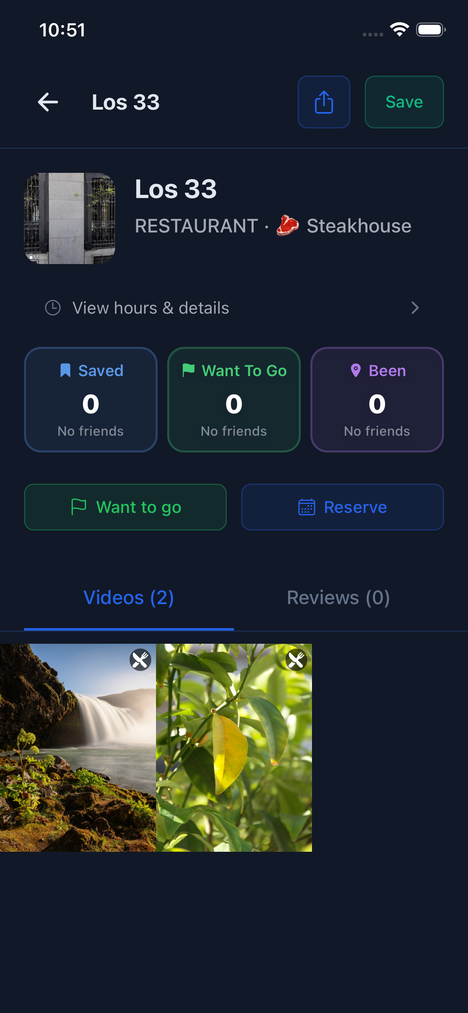 10:51
Los 33
Save
Los 33
RESTAURANT · 🥩 Steakhouse
View hours & details
Saved
0
No friends
Want To Go
0
No friends
Been
0
No friends
Want to go
Reserve
Videos (2)
Reviews (0)